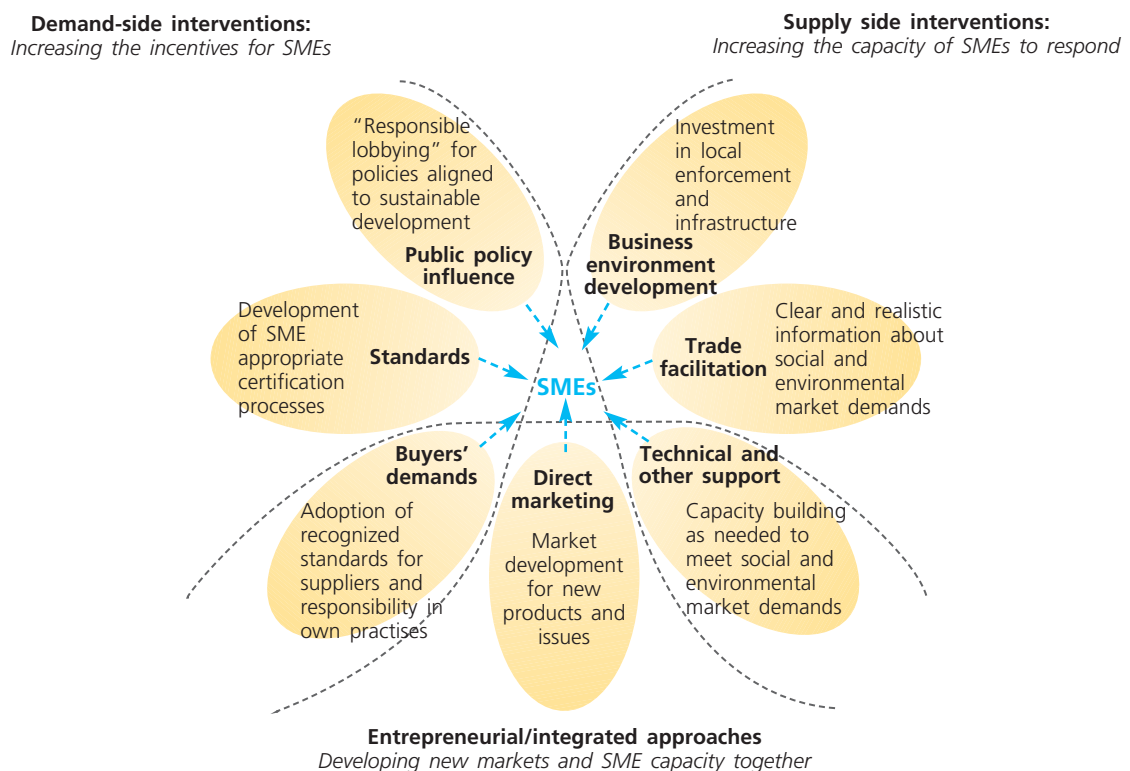 Demand-side interventions:
Increasing the incentives for SMEs
Supply side interventions:
Increasing the capacity of SMEs to respond
“Responsible
lobbying” for
policies aligned
to sustainable
development
Public policy
influence
Investment
in local
enforcement
and
infrastructure
Business
environment
development
Development
of SME
appropriate
certification
processes
Standards
Trade
facilitation
Clear and realistic
information about
social and
environmental
market demands
SMEs
Buyers’
demands
Adoption of
recognized
standards for
suppliers and
responsibility in
own practises
Direct
marketing
Market
development
for new
products and
issues
Technical and
other support
Capacity building
as needed to
meet social and
environmental
market demands
Entrepreneurial/integrated approaches
Developing new markets and SME capacity together